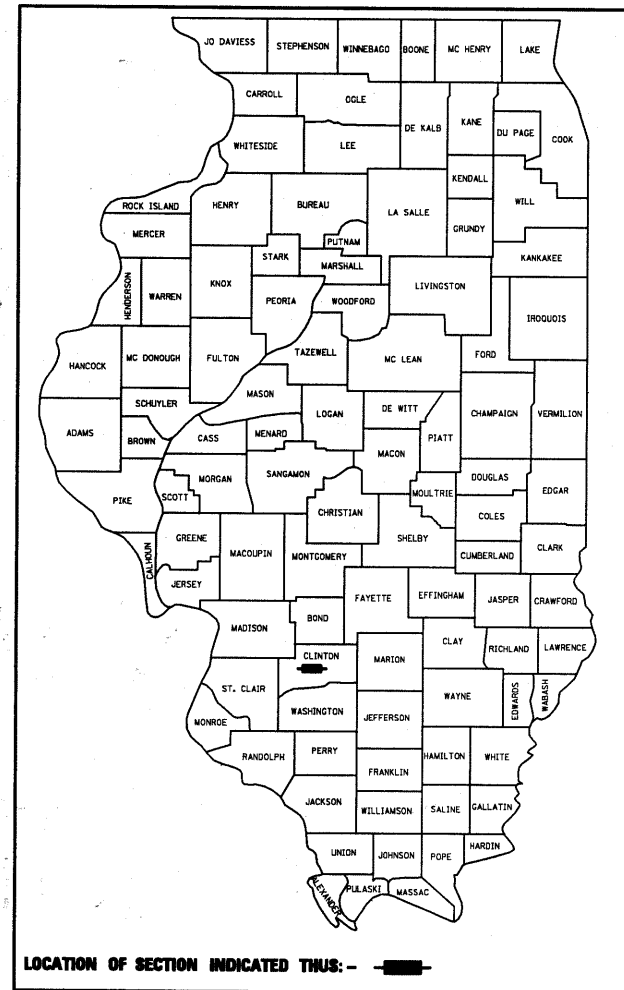 JO DAVIESS
STEPHENSON
WINNEBAGO
BOONE
MC HENRY
LAKE
CARROLL
OGLE
DE KALB
KANE
DU PAGE
COOK
WHITESIDE
LEE
KENDALL
WILL
ROCK ISLAND
HENRY
BUREAU
LA SALLE
GRUNDY
MERCER
PUTNAM
STARK
MARSHALL
KANKAKEE
HENDERSON
WARREN
KNOX
PEORIA
WOODFORD
LIVINGSTON
IROQUOIS
HANCOCK
MC DONOUGH
FULTON
TAZEWELL
MC LEAN
FORD
MASON
SCHUYLER
LOGAN
DE WITT
CHAMPAIGN
VERMILION
ADAMS
BROWN
CASS
MENARD
PIATT
MACON
PIKE
SCOTT
MORGAN
SANGAMON
MOULTRIE
DOUGLAS
EDGAR
CHRISTIAN
COLES
CALHOUN
GREENE
MACOUPIN
MONTGOMERY
SHELBY
CUMBERLAND
CLARK
JERSEY
FAYETTE
EFFINGHAM
JASPER
CRAWFORD
MADISON
BOND
CLAY
RICHLAND
LAWRENCE
CLINTON
MARION
ST. CLAIR
WAYNE
EDWARDS
WABASH
WASHINGTON
JEFFERSON
MONROE
RANDOLPH
PERRY
HAMILTON
WHITE
FRANKLIN
JACKSON
WILLIAMSON
SALINE
GALLATIN
UNION
JOHNSON
POPE
HARDIN
ALEXANDER
PULASKI
MASSAC
LOCATION OF SECTION INDICATED THUS: -